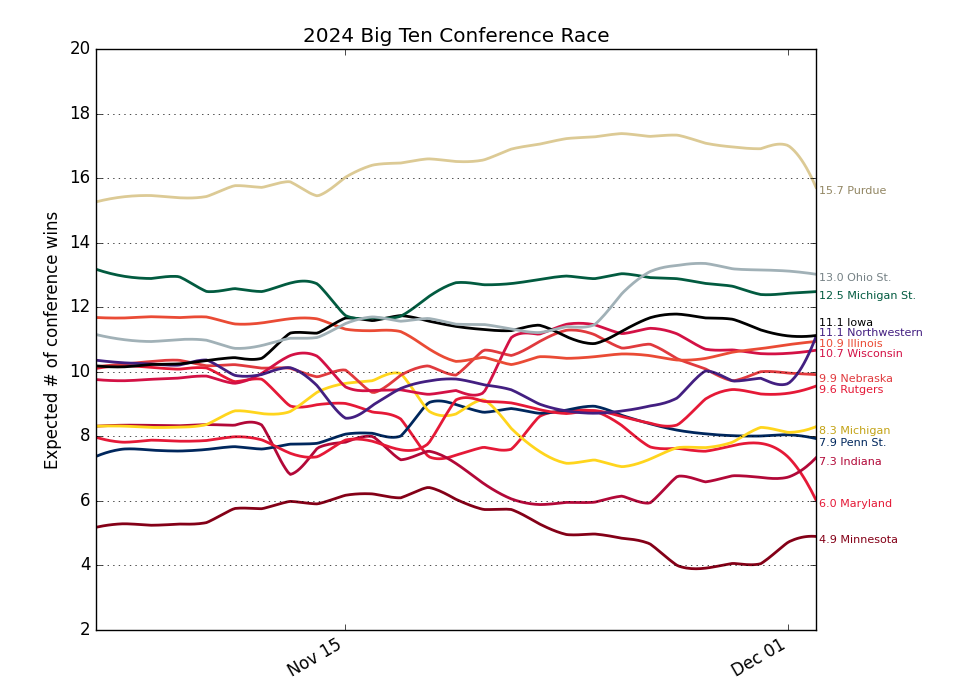 2024 Big Ten Conference Race
Expected # of conference wins
20
18
16
14
12
10
8
6
4
2
Nov 15
Dec 01
15.7 Purdue
13.0 Ohio St.
12.5 Michigan St.
11.1 Iowa
11.1 Northwestern
10.9 Illinois
10.7 Wisconsin
9.9 Nebraska
9.6 Rutgers
8.3 Michigan
7.9 Penn St.
7.3 Indiana
6.0 Maryland
4.9 Minnesota